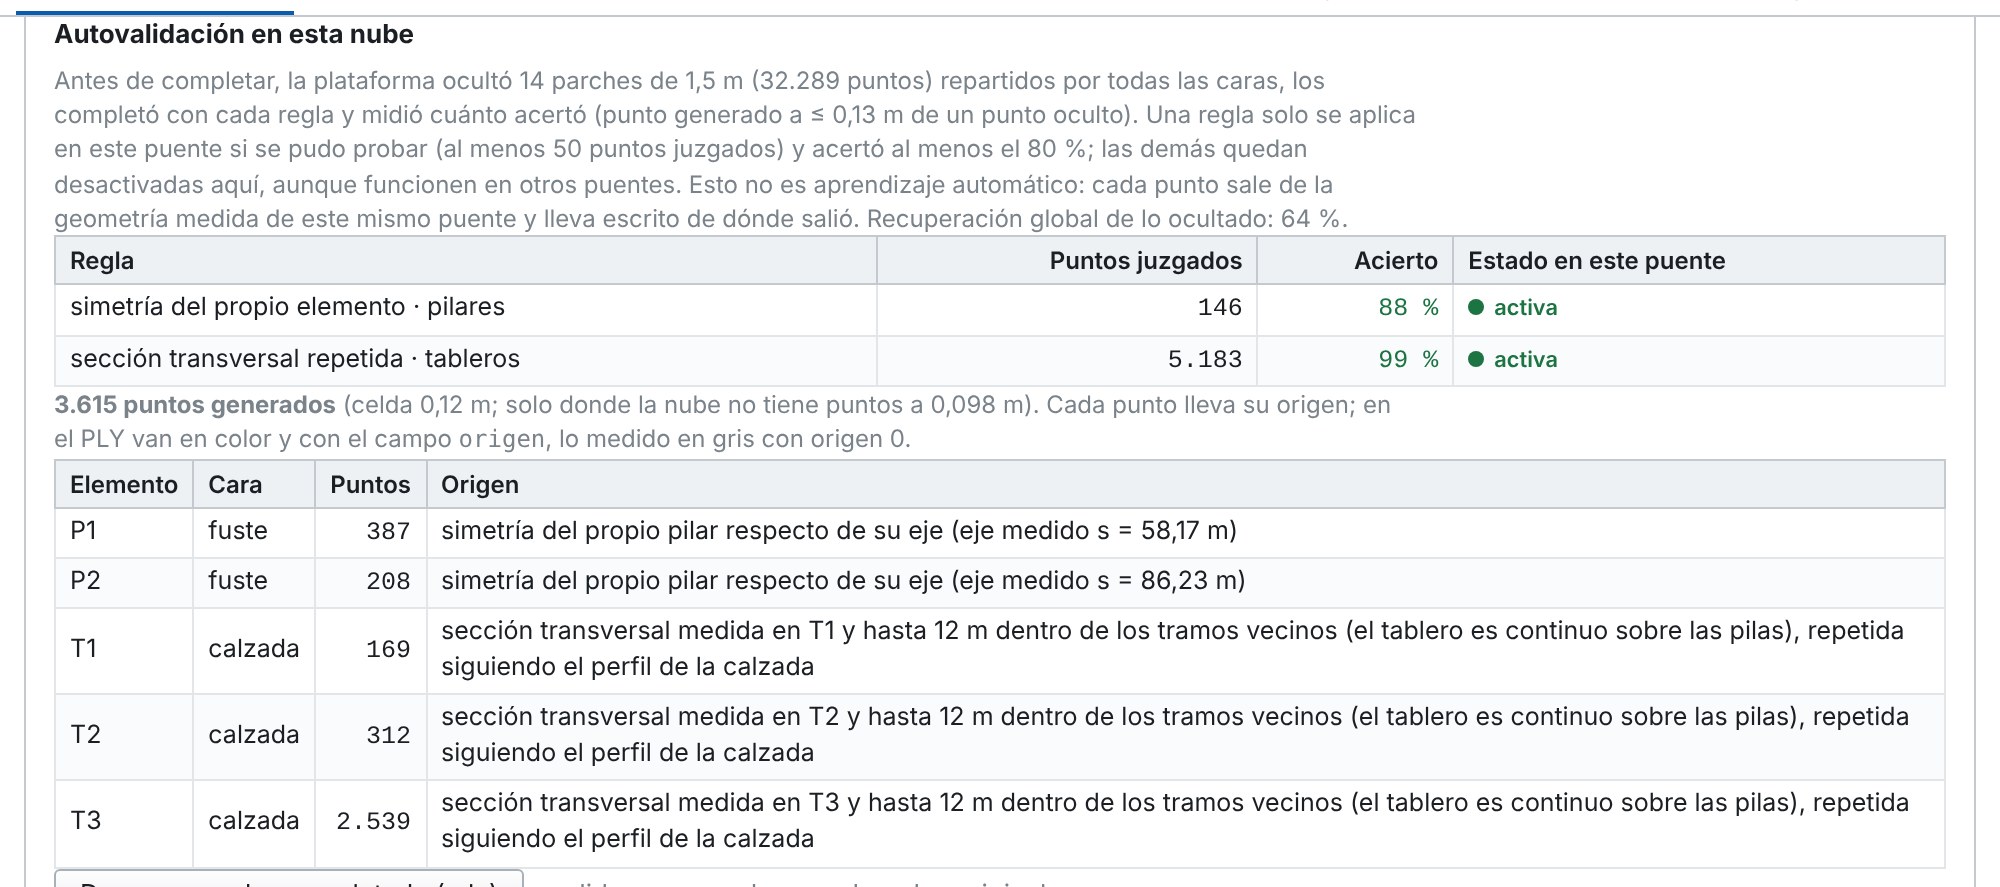 Autovalidación en esta nube
Antes de completar, la plataforma ocultó 14 parches de 1,5 m (32.289 puntos) repartidos por todas las caras, los
completó con cada regla y midió cuánto acertó (punto generado a ≤ 0,13 m de un punto oculto). Una regla solo se aplica
en este puente si se pudo probar (al menos 50 puntos juzgados) y acertó al menos el 80 %; las demás quedan
desactivadas aquí, aunque funcionen en otros puentes. Esto no es aprendizaje automático: cada punto sale de la
geometría medida de este mismo puente y lleva escrito de dónde salió. Recuperación global de lo ocultado: 64 %.
Regla Puntos juzgados Acierto Estado en este puente
simetría del propio elemento · pilares 146 88 % ● activa
sección transversal repetida · tableros 5.183 99 % ● activa
3.615 puntos generados (celda 0,12 m; solo donde la nube no tiene puntos a 0,098 m). Cada punto lleva su origen; en
el PLY van en color y con el campo origen, lo medido en gris con origen 0.
Elemento Cara Puntos Origen
P1 fuste 387 simetría del propio pilar respecto de su eje (eje medido s = 58,17 m)
P2 fuste 208 simetría del propio pilar respecto de su eje (eje medido s = 86,23 m)
T1 calzada 169 sección transversal medida en T1 y hasta 12 m dentro de los tramos vecinos (el tablero es continuo sobre las pilas), repetida
siguiendo el perfil de la calzada
T2 calzada 312 sección transversal medida en T2 y hasta 12 m dentro de los tramos vecinos (el tablero es continuo sobre las pilas), repetida
siguiendo el perfil de la calzada
T3 calzada 2.539 sección transversal medida en T3 y hasta 12 m dentro de los tramos vecinos (el tablero es continuo sobre las pilas), repetida
siguiendo el perfil de la calzada